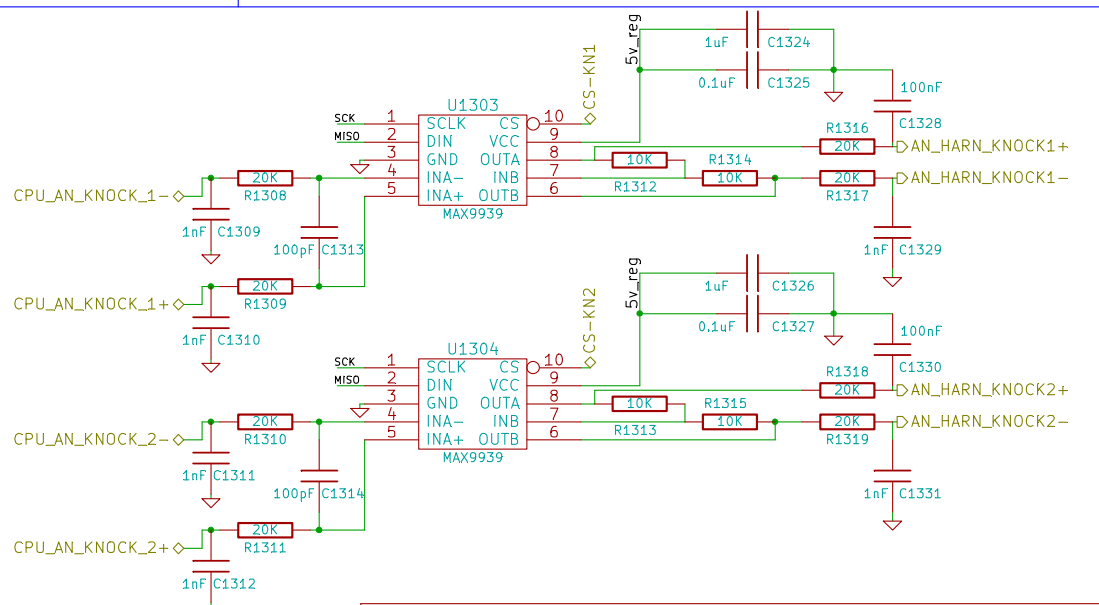 5v_reg
1uF C1324
0.1uF C1325
CS-KN1
100nF
C1328
U1303
SCK 1 SCLK CS 10
MISO 2 DIN VCC 9
3 GND OUTA 8
4 INA- INB 7
5 INA+ OUTB 6
MAX9939
R1316
20K
AN_HARN_KNOCK1+
10K
R1312
R1314
10K
20K
R1317
AN_HARN_KNOCK1-
CPU_AN_KNOCK_1-
20K
R1308
1nF C1309
100pF C1313
1nF C1329
CPU_AN_KNOCK_1+
20K
R1309
1nF C1310
5v_reg
1uF C1326
0.1uF C1327
CS-KN2
100nF
C1330
U1304
SCK 1 SCLK CS 10
MISO 2 DIN VCC 9
3 GND OUTA 8
4 INA- INB 7
5 INA+ OUTB 6
MAX9939
R1318
20K
AN_HARN_KNOCK2+
10K
R1313
R1315
10K
20K
R1319
AN_HARN_KNOCK2-
CPU_AN_KNOCK_2-
20K
R1310
1nF C1311
100pF C1314
1nF C1331
CPU_AN_KNOCK_2+
20K
R1311
1nF C1312